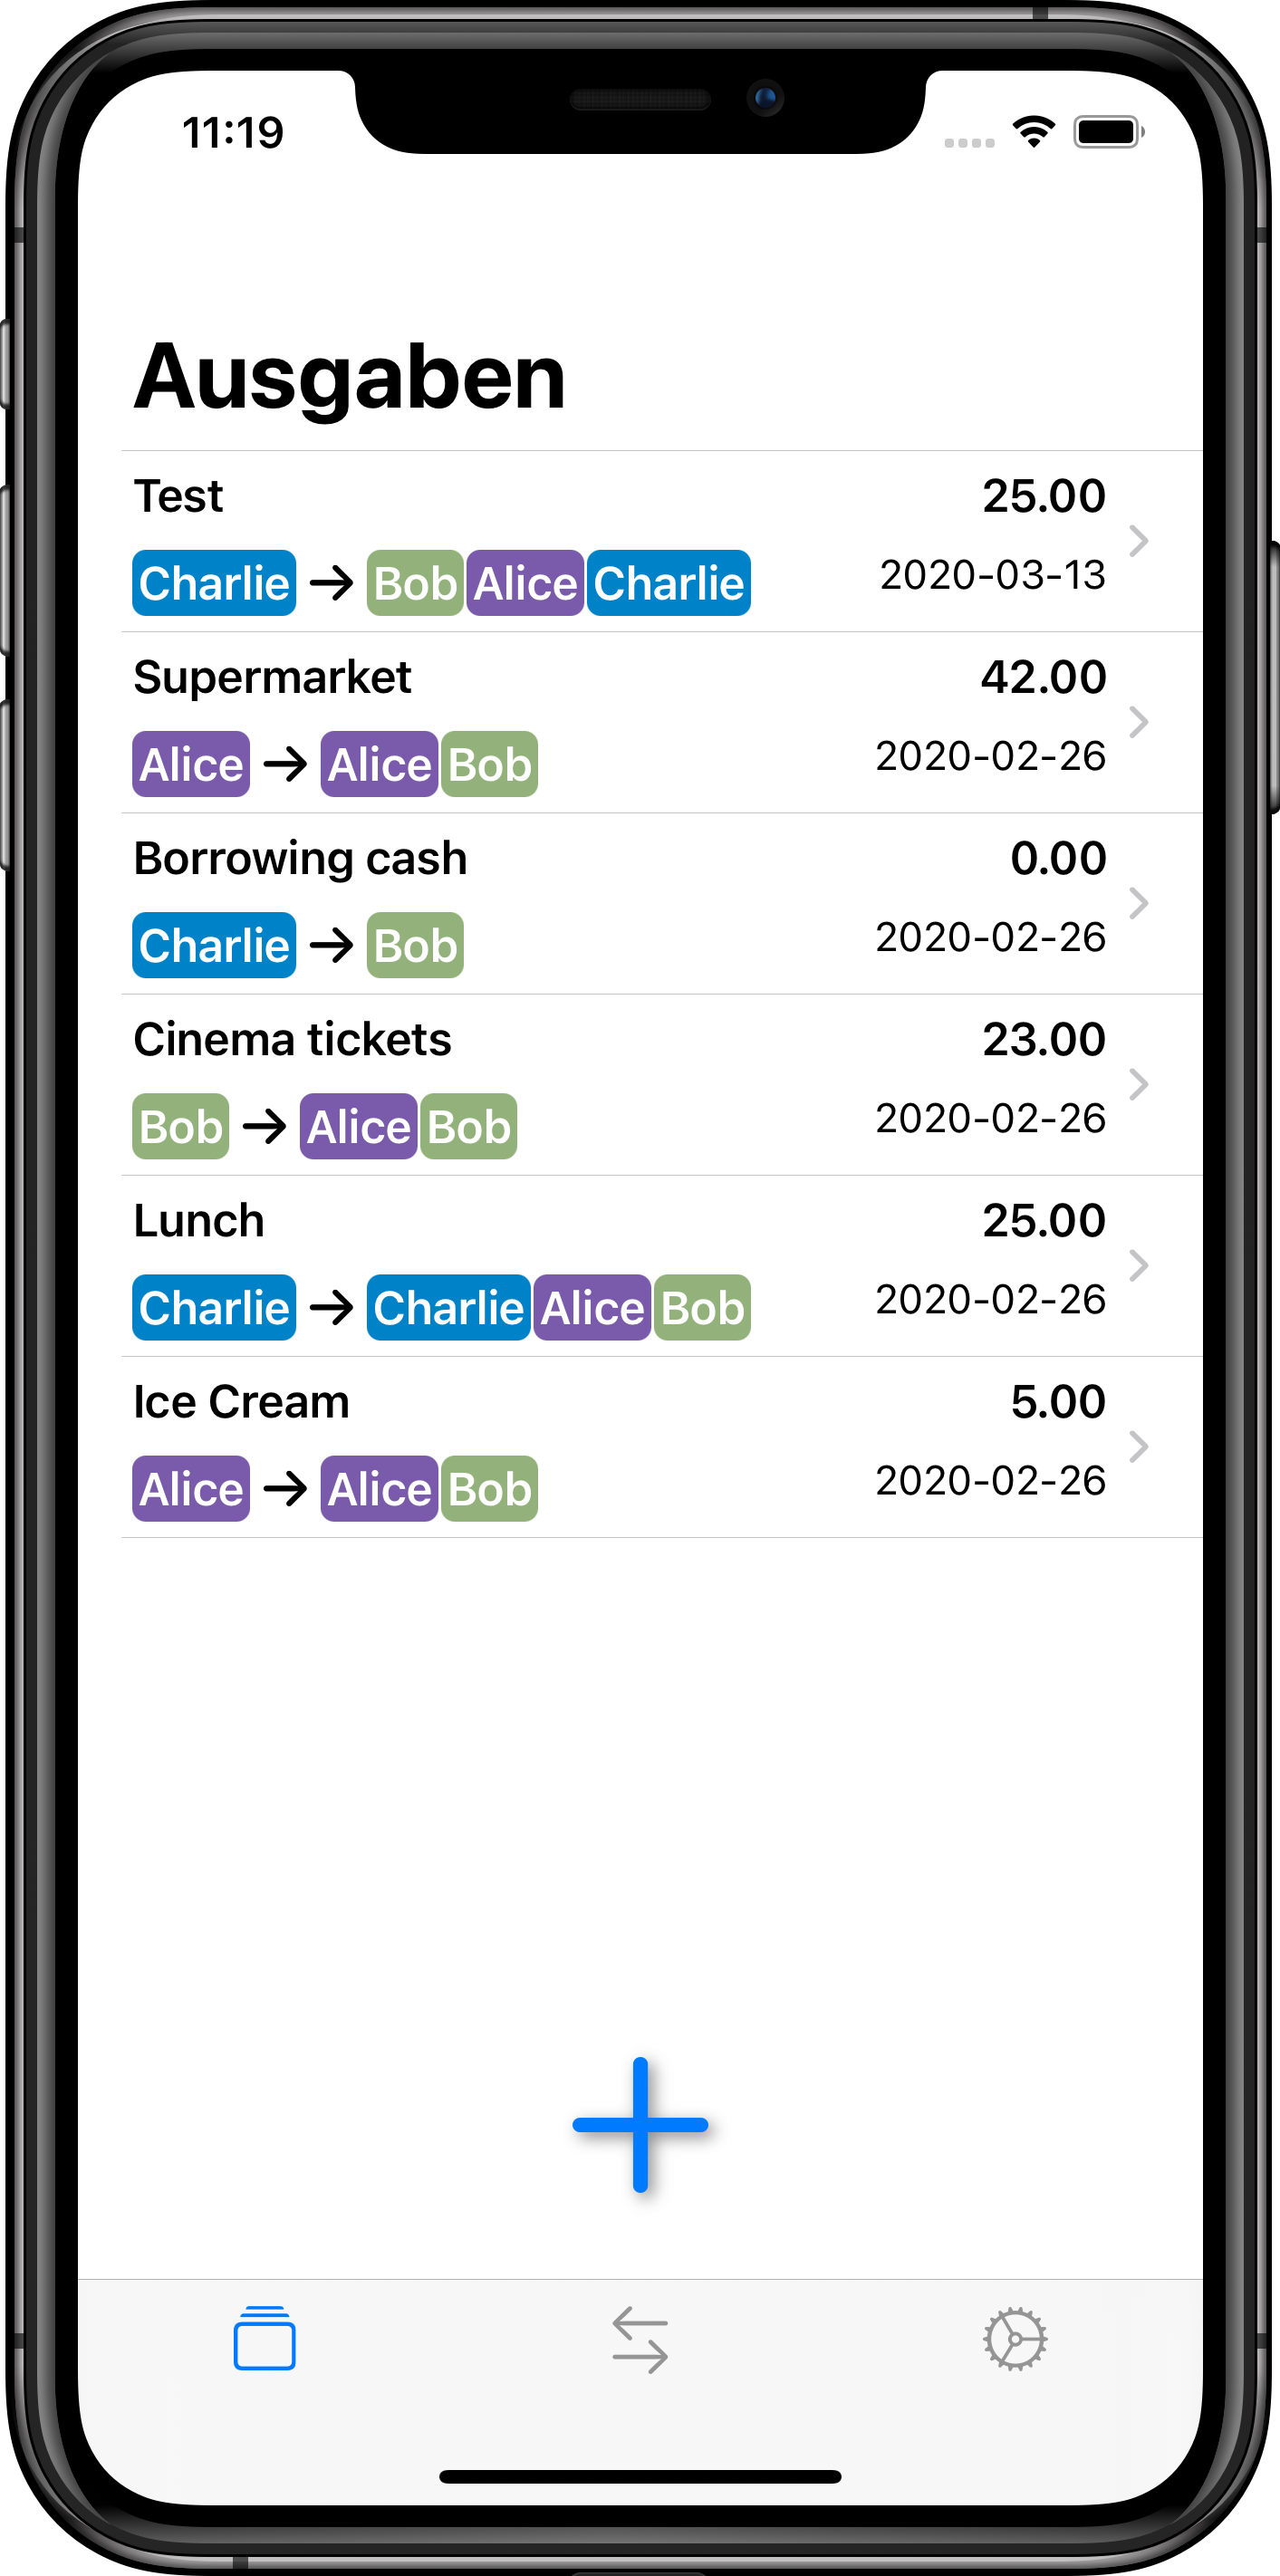 11:19
Ausgaben
Test 25.00
Charlie → Bob Alice Charlie 2020-03-13
Supermarket 42.00
Alice → Alice Bob 2020-02-26
Borrowing cash 0.00
Charlie → Bob 2020-02-26
Cinema tickets 23.00
Bob → Alice Bob 2020-02-26
Lunch 25.00
Charlie → Charlie Alice Bob 2020-02-26
Ice Cream 5.00
Alice → Alice Bob 2020-02-26